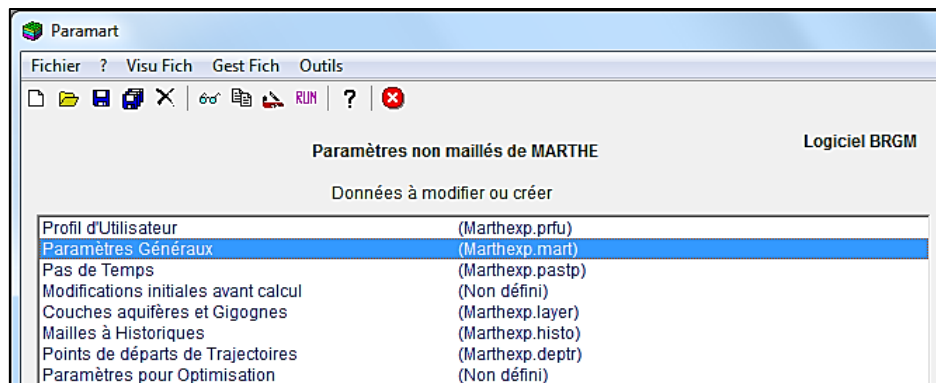 Paramart
Fichier ? Visu Fich Gest Fich Outils
RUN ?
Logiciel BRGM
Paramètres non maillés de MARTHE
Données à modifier ou créer
Profil d'Utilisateur (Marthexp.prfu)
Paramètres Généraux (Marthexp.mart)
Pas de Temps (Marthexp.pastp)
Modifications initiales avant calcul (Non défini)
Couches aquifères et Gigognes (Marthexp.layer)
Mailles à Historiques (Marthexp.histo)
Points de départs de Trajectoires (Marthexp.deptr)
Paramètres pour Optimisation (Non défini)